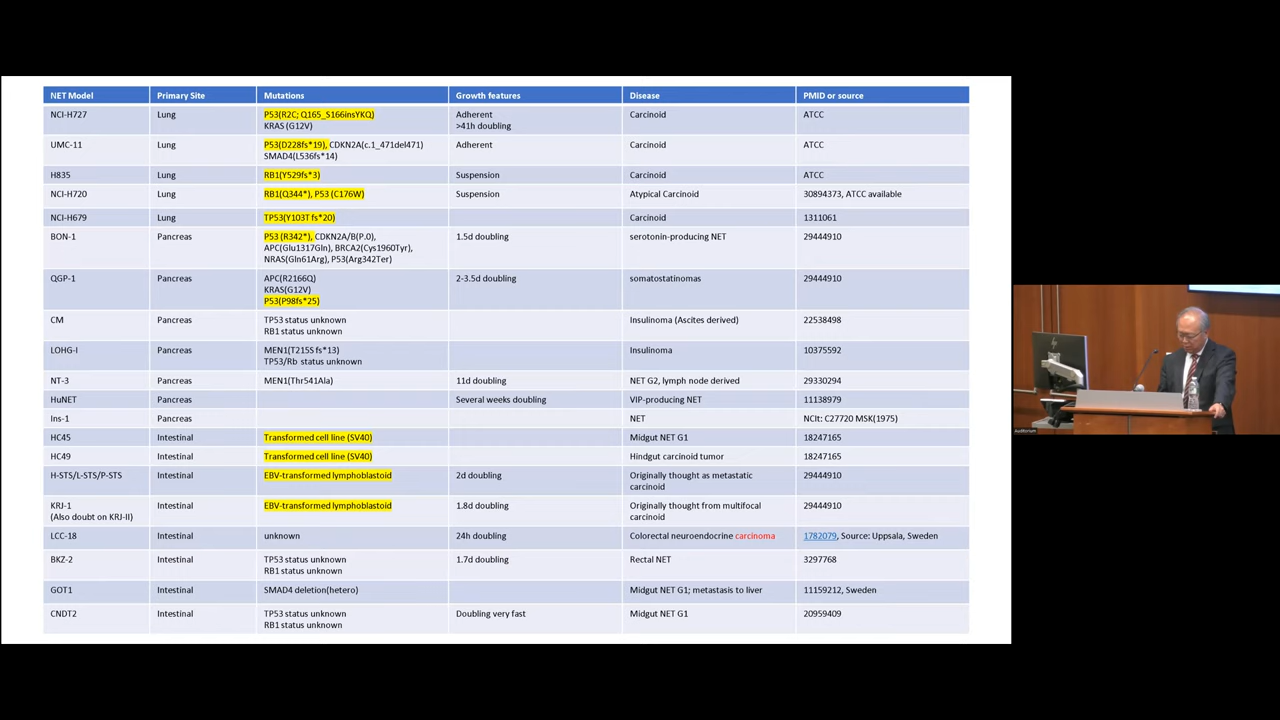 NET Model Primary Site Mutations Growth features Disease PMID or source
NCI-H727 Lung P53(R2C; Q165_S166insYKQ) Adherent Carcinoid ATCC
KRAS (G12V) >41h doubling
UMC-11 Lung P53(D228fs*19), CDKN2A(c.1_471del471) Adherent Carcinoid ATCC
SMAD4(L536fs*14)
H835 Lung RB1(Y529fs*3) Suspension Carcinoid ATCC
NCI-H720 Lung RB1(Q344*), P53 (C176W) Suspension Atypical Carcinoid 30894373, ATCC available
NCI-H679 Lung TP53(Y103T fs*20) Carcinoid 1311061
BON-1 Pancreas P53 (R342*), CDKN2A/B(P.0), 1.5d doubling serotonin-producing NET 29444910
APC(Glu1317Gln), BRCA2(Cys1960Tyr),
NRAS(Gln61Arg), P53(Arg342Ter)
QGP-1 Pancreas APC(R2166Q) 2-3.5d doubling somatostatinomas 29444910
KRAS(G12V)
P53(P98fs*25)
CM Pancreas TP53 status unknown Insulinoma (Ascites derived) 22538498
RB1 status unknown
LOHG-I Pancreas MEN1(T215S fs*13) Insulinoma 10375592
TP53/Rb status unknown
NT-3 Pancreas MEN1(Thr541Ala) 11d doubling NET G2, lymph node derived 29330294
HuNET Pancreas Several weeks doubling VIP-producing NET 11138979
Ins-1 Pancreas NET NCIt: C27720 MSK(1975)
HC45 Intestinal Transformed cell line (SV40) Midgut NET G1 18247165
HC49 Intestinal Transformed cell line (SV40) Hindgut carcinoid tumor 18247165
H-STS/L-STS/P-STS Intestinal EBV-transformed lymphoblastoid 2d doubling Originally thought as metastatic 29444910
carcinoid
KRJ-1 Intestinal EBV-transformed lymphoblastoid 1.8d doubling Originally thought from multifocal 29444910
(Also doubt on KRJ-II) carcinoid
LCC-18 Intestinal unknown 24h doubling Colorectal neuroendocrine carcinoma 1782079, Source: Uppsala, Sweden
BKZ-2 Intestinal TP53 status unknown 1.7d doubling Rectal NET 3297768
RB1 status unknown
GOT1 Intestinal SMAD4 deletion(hetero) Midgut NET G1; metastasis to liver 11159212, Sweden
CNDT2 Intestinal TP53 status unknown Doubling very fast Midgut NET G1 20959409
RB1 status unknown
Auditorium